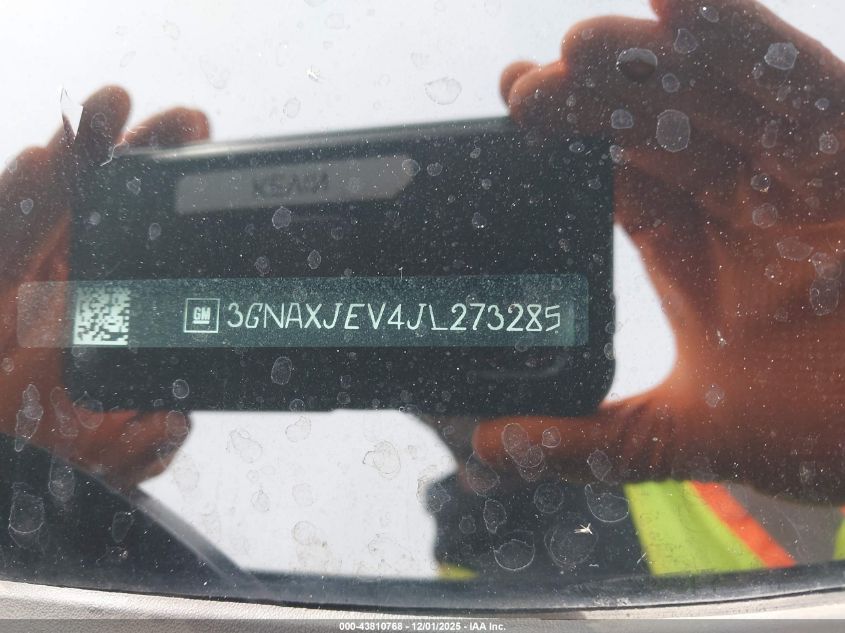 GM 3GNAXJEV4JL273285
000-43810768 - 12/01/2025 - IAA Inc.